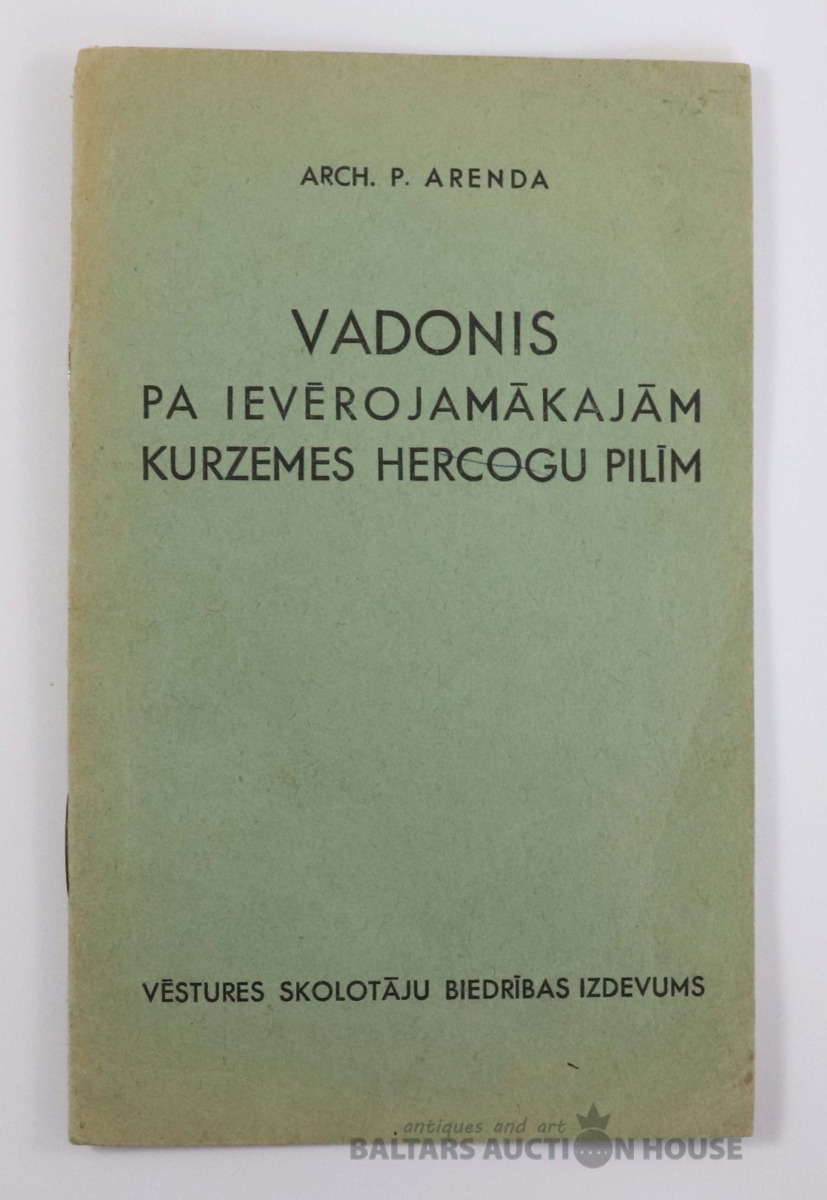 ARCH. P. ARENDA
VADONIS
PA IEVĒROJAMĀKAJĀM
KURZEMES HERCOGU PILĪM
VĒSTURES SKOLOTĀJU BIEDRĪBAS IZDEVUMS
antiques and art
BALTARS AUCTION HOUSE